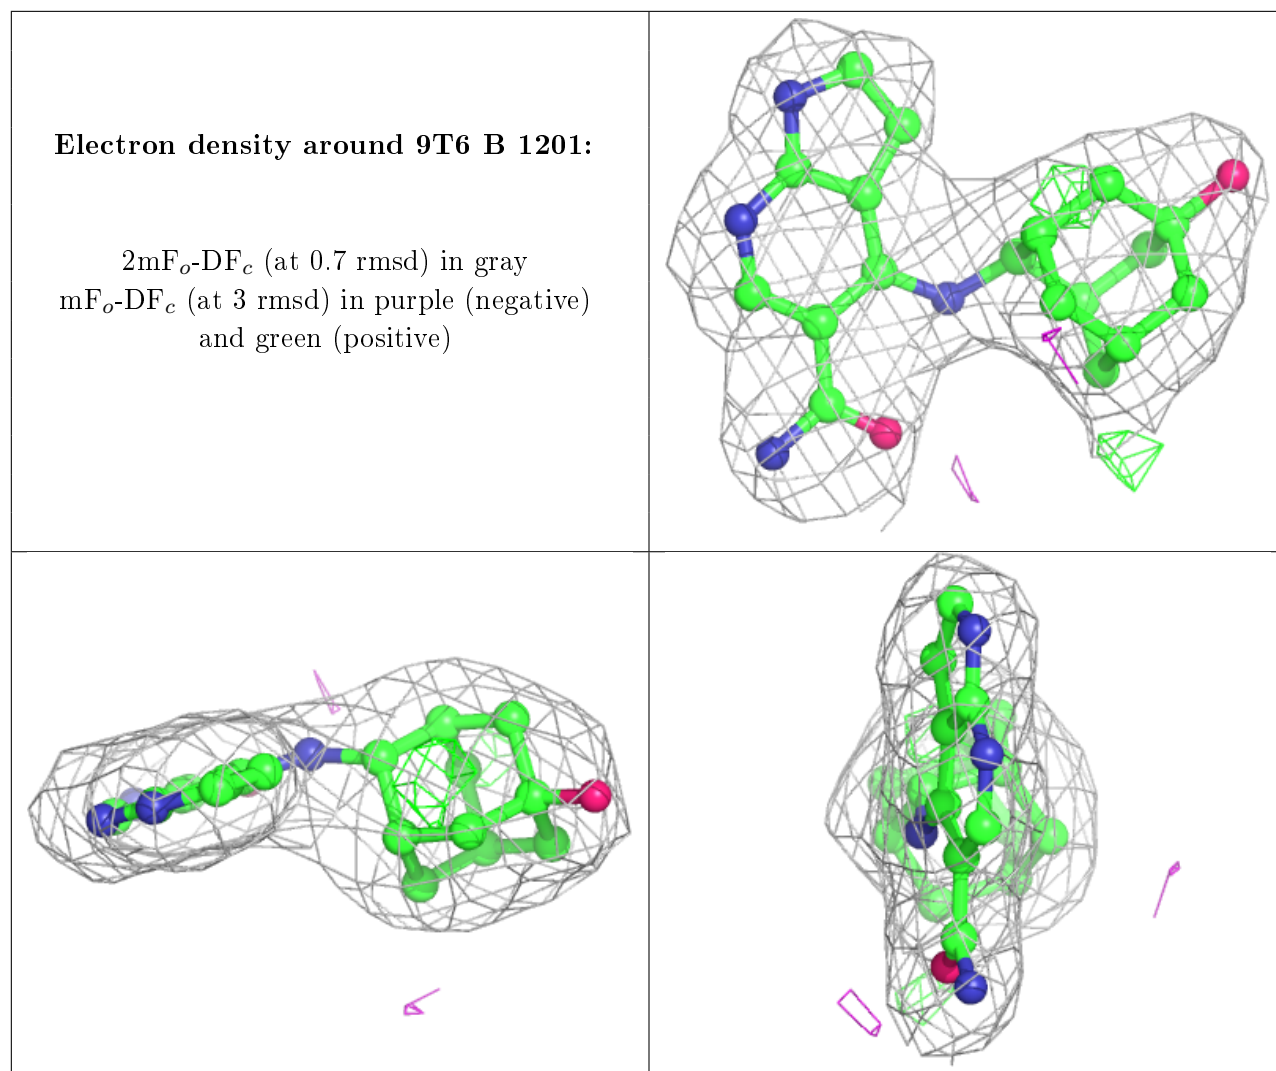 Electron density around 9T6 B 1201:
2mFo-DFc (at 0.7 rmsd) in gray
mFo-DFc (at 3 rmsd) in purple (negative)
and green (positive)